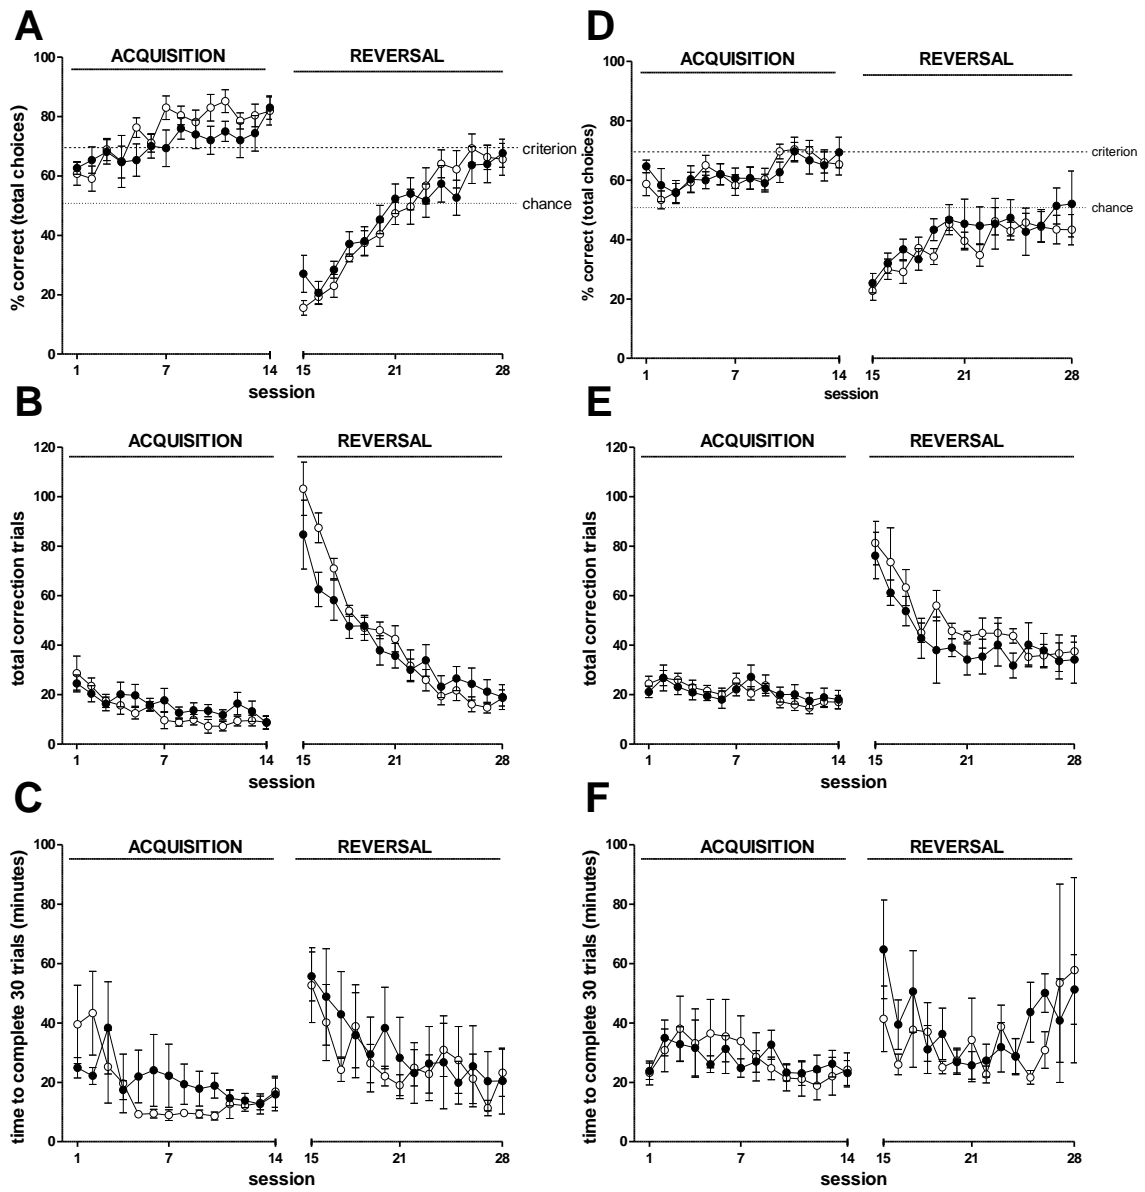 A
ACQUISITION
REVERSAL
% correct (total choices)
100
80
60
40
20
0
criterion
chance
1
7
14
15
21
28
session
D
ACQUISITION
REVERSAL
% correct (total choices)
100
80
60
40
20
0
criterion
chance
1
7
14
15
21
28
session
B
ACQUISITION
REVERSAL
total correction trials
120
100
80
60
40
20
0
1
7
14
15
21
28
session
E
ACQUISITION
REVERSAL
total correction trials
120
100
80
60
40
20
0
1
7
14
15
21
28
session
C
ACQUISITION
REVERSAL
time to complete 30 trials (minutes)
100
80
60
40
20
0
1
7
14
15
21
28
session
F
ACQUISITION
REVERSAL
time to complete 30 trials (minutes)
100
80
60
40
20
0
1
7
14
15
21
28
session